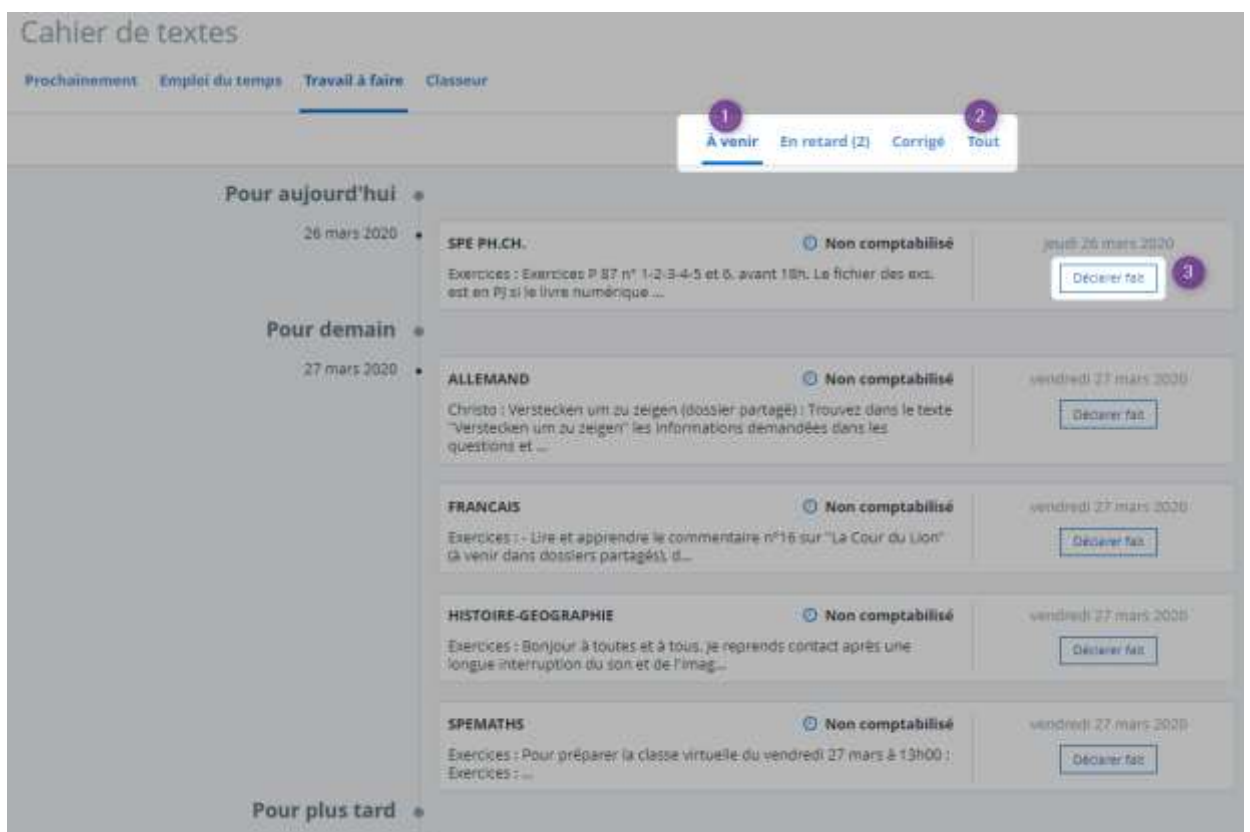 Cahier de textes
Prochainement Emploi du temps Travail à faire Classeur
1 2
À venir En retard (2) Corrigé Tout
Pour aujourd'hui
26 mars 2020
SPE PH.CH. Non comptabilisé jeudi 26 mars 2020
Exercices : Exercices P 87 n° 1-2-3-4-5 et 6, avant 18h. Le fichier des exs.
est en PJ si le livre numérique ...
Déclarer fait 3
Pour demain
27 mars 2020
ALLEMAND Non comptabilisé vendredi 27 mars 2020
Christo : Verstecken um zu zeigen (dossier partagé) : Trouvez dans le texte
"Verstecken um zu zeigen" les informations demandées dans les
questions et ...
Déclarer fait
FRANCAIS Non comptabilisé vendredi 27 mars 2020
Exercices : - Lire et apprendre le commentaire n°16 sur "La Cour du Lion"
(à venir dans dossiers partagés), d...
Déclarer fait
HISTOIRE-GEOGRAPHIE Non comptabilisé vendredi 27 mars 2020
Exercices : Bonjour à toutes et à tous, je reprends contact après une
longue interruption du son et de l'imag...
Déclarer fait
SPEMATHS Non comptabilisé vendredi 27 mars 2020
Exercices : Pour préparer la classe virtuelle du vendredi 27 mars à 13h00 :
Exercices : ...
Déclarer fait
Pour plus tard